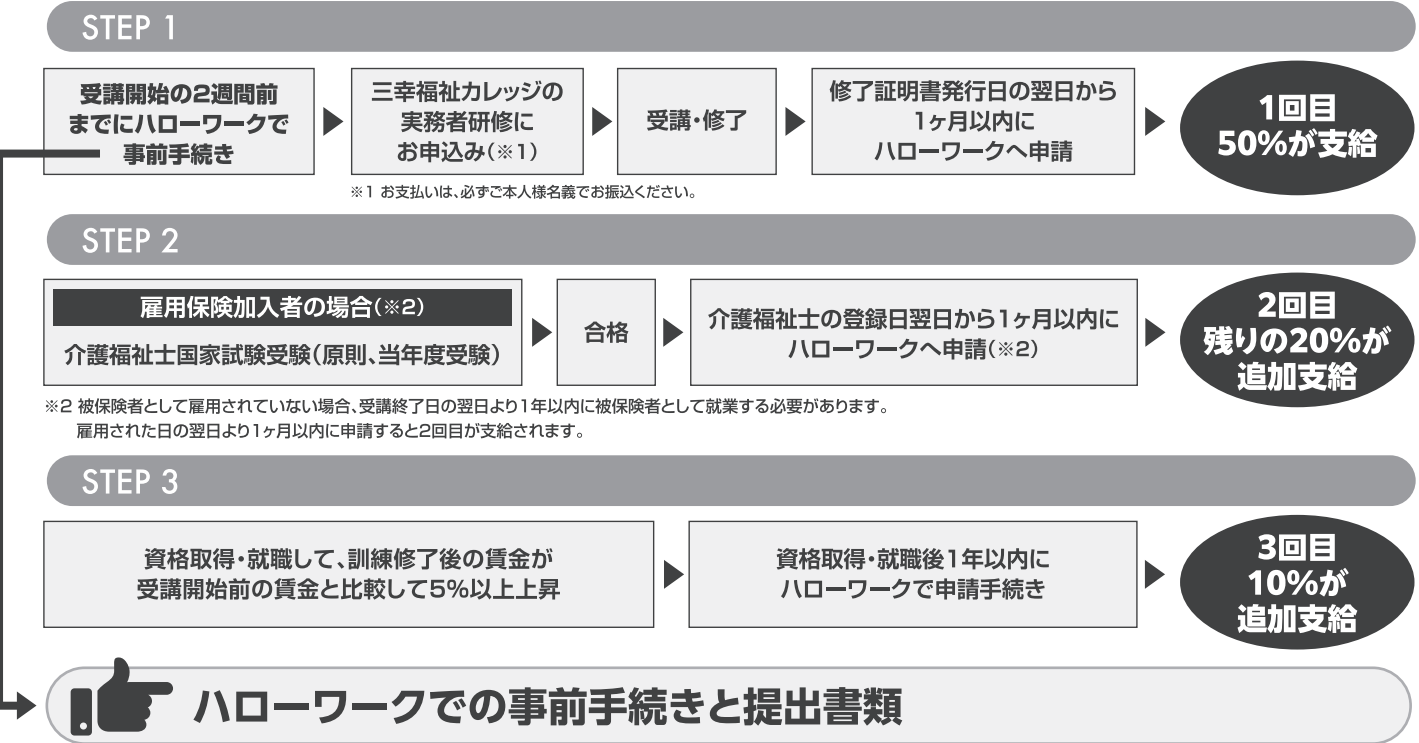 STEP 1
受講開始の2週間前
までにハローワークで
事前手続き
三幸福祉カレッジの
実務者研修に
お申込み(※1)
受講・修了
修了証明書発行日の翌日から
1ヶ月以内に
ハローワークへ申請
1回目
50%が支給
※1 お支払いは、必ずご本人様名義でお振込ください。
STEP 2
雇用保険加入者の場合(※2)
介護福祉士国家試験受験(原則、当年度受験)
合格
介護福祉士の登録日翌日から1ヶ月以内に
ハローワークへ申請(※2)
2回目
残りの20%が
追加支給
※2 被保険者として雇用されていない場合、受講終了日の翌日より1年以内に被保険者として就業する必要があります。
雇用された日の翌日より1ヶ月以内に申請すると2回目が支給されます。
STEP 3
資格取得・就職して、訓練修了後の賃金が
受講開始前の賃金と比較して5%以上上昇
資格取得・就職後1年以内に
ハローワークで申請手続き
3回目
10%が
追加支給
ハローワークでの事前手続きと提出書類